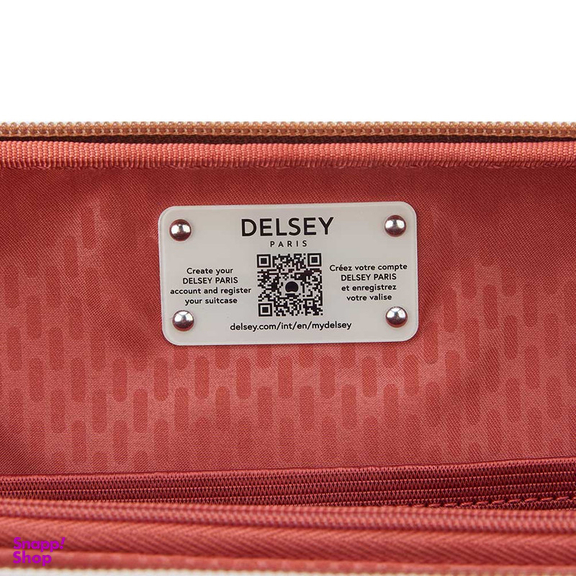 DELSEY
PARIS
Create your
DELSEY PARIS
account and register
your suitcase
Créez votre compte
DELSEY PARIS
et enregistrez
votre valise
delsey.com/int/en/mydelsey
Snapp!
Shop